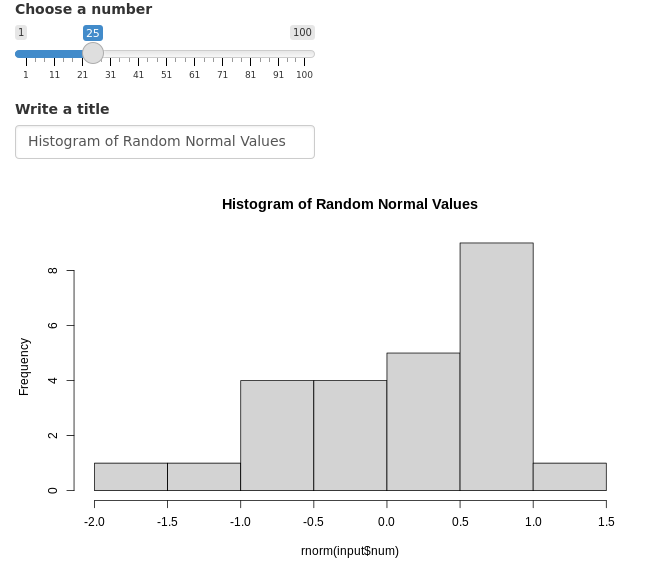 Choose a number
1 25 100
1 11 21 31 41 51 61 71 81 91 100
Write a title
Histogram of Random Normal Values
Histogram of Random Normal Values
8
6
4
2
0
Frequency
-2.0 -1.5 -1.0 -0.5 0.0 0.5 1.0 1.5
rnorm(input$num)